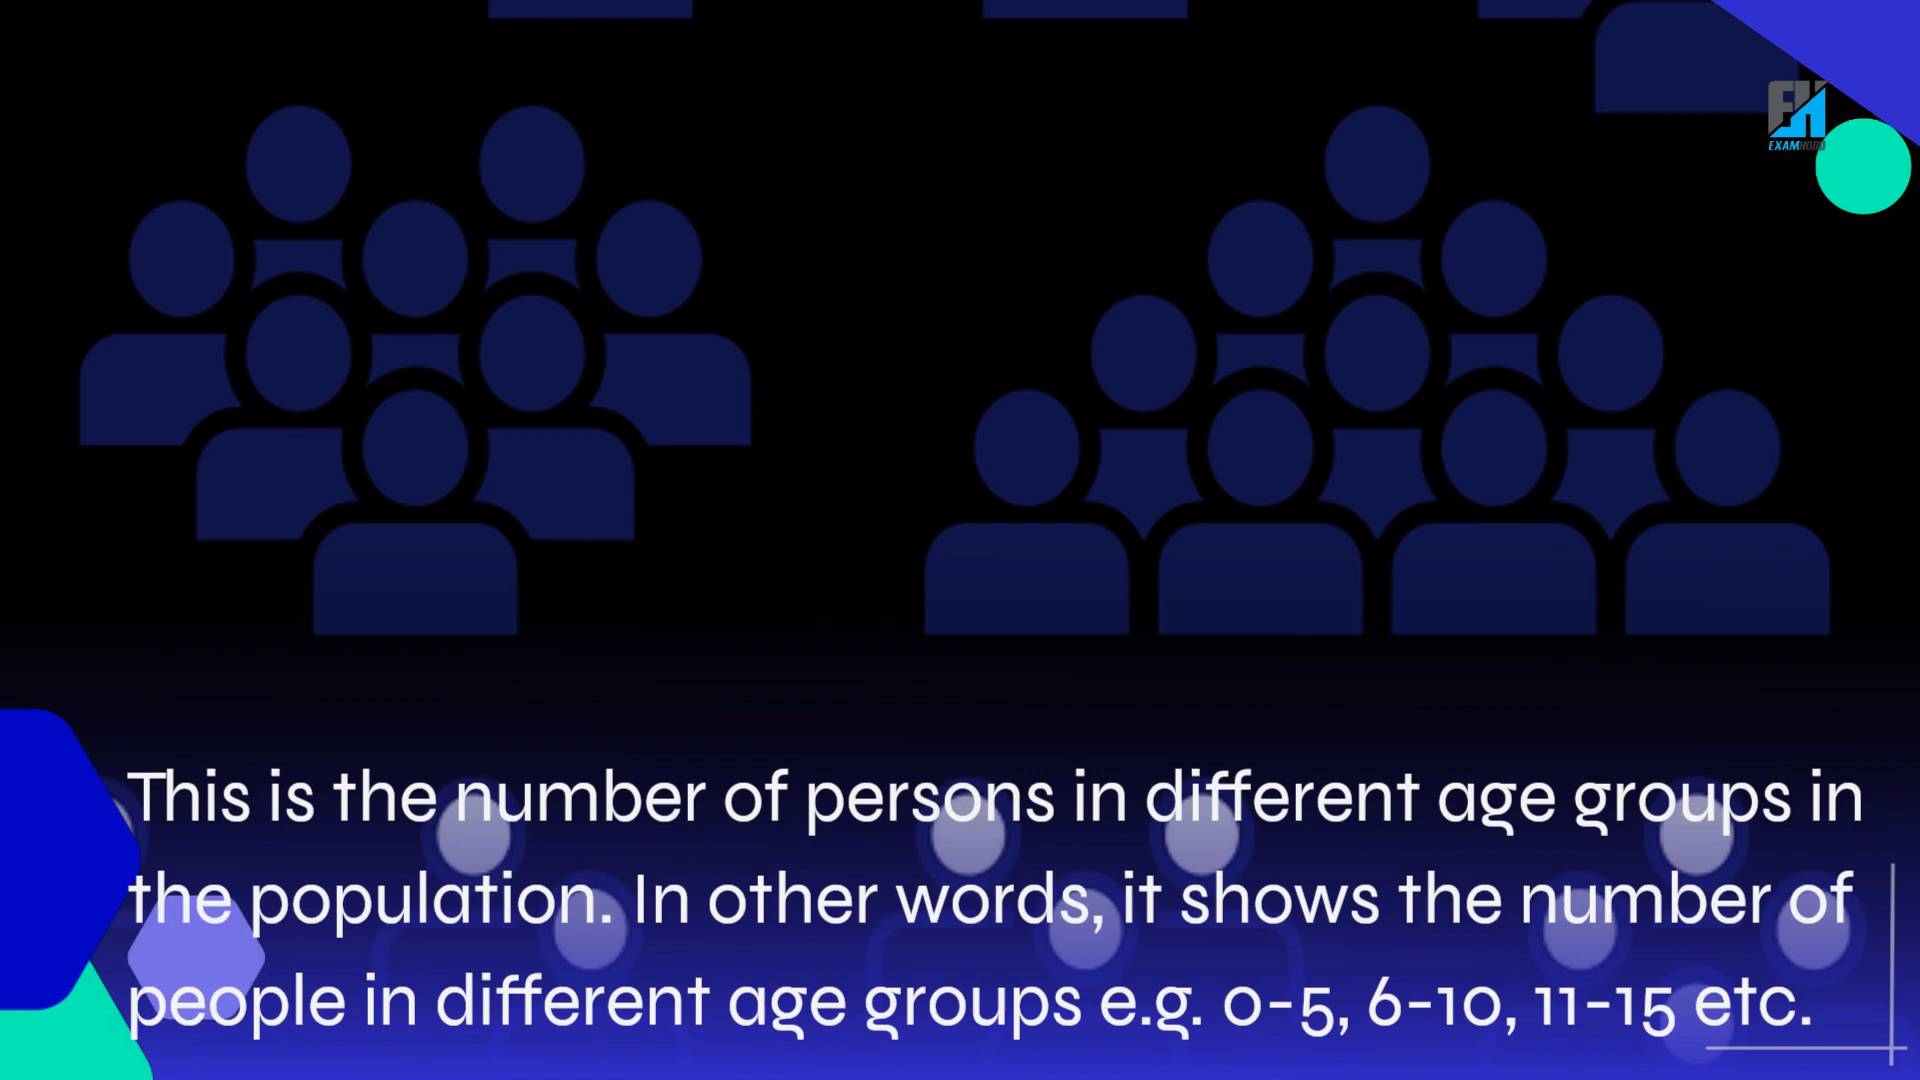 EXAMHOOD
This is the number of persons in different age groups in
the population. In other words, it shows the number of
people in different age groups e.g. 0-5, 6-10, 11-15 etc.